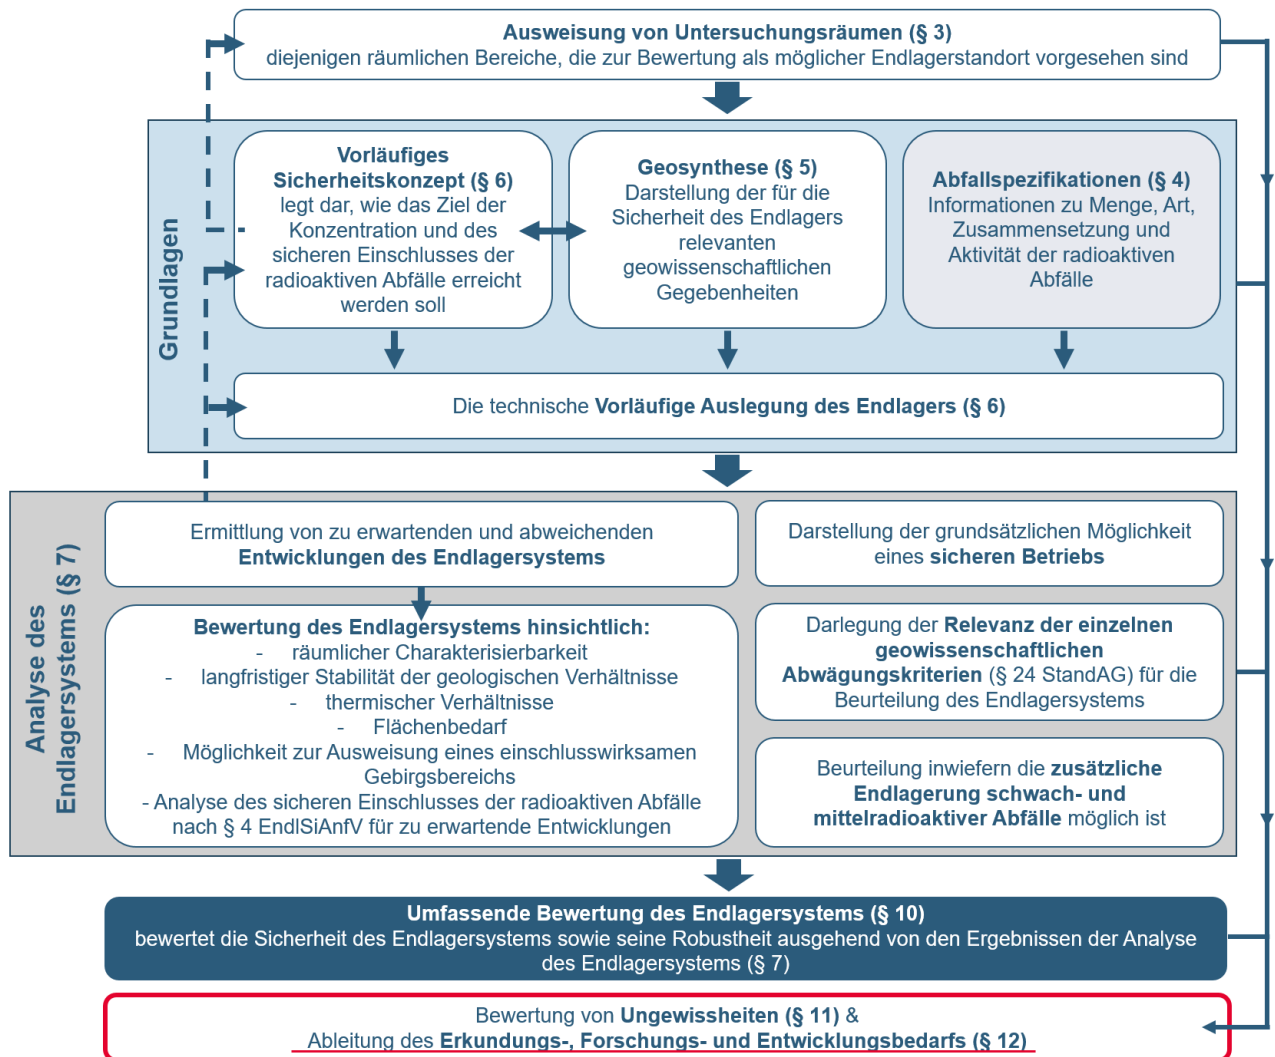 Ausweisung von Untersuchungsräumen (§ 3)
diejenigen räumlichen Bereiche, die zur Bewertung als möglicher Endlagerstandort vorgesehen sind
Grundlagen
Vorläufiges
Sicherheitskonzept (§ 6)
legt dar, wie das Ziel der
Konzentration und des
sicheren Einschlusses der
radioaktiven Abfälle erreicht
werden soll
Geosynthese (§ 5)
Darstellung der für die
Sicherheit des Endlagers
relevanten
geowissenschaftlichen
Gegebenheiten
Abfallspezifikationen (§ 4)
Informationen zu Menge, Art,
Zusammensetzung und
Aktivität der radioaktiven
Abfälle
Die technische Vorläufige Auslegung des Endlagers (§ 6)
Analyse des
Endlagersystems (§ 7)
Ermittlung von zu erwartenden und abweichenden
Entwicklungen des Endlagersystems
Bewertung des Endlagersystems hinsichtlich:
- räumlicher Charakterisierbarkeit
- langfristiger Stabilität der geologischen Verhältnisse
- thermischer Verhältnisse
- Flächenbedarf
- Möglichkeit zur Ausweisung eines einschlusswirksamen
Gebirgsbereichs
- Analyse des sicheren Einschlusses der radioaktiven Abfälle
nach § 4 EndlSiAnfV für zu erwartende Entwicklungen
Darstellung der grundsätzlichen Möglichkeit
eines sicheren Betriebs
Darlegung der Relevanz der einzelnen
geowissenschaftlichen
Abwägungskriterien (§ 24 StandAG) für die
Beurteilung des Endlagersystems
Beurteilung inwiefern die zusätzliche
Endlagerung schwach- und
mittelradioaktiver Abfälle möglich ist
Umfassende Bewertung des Endlagersystems (§ 10)
bewertet die Sicherheit des Endlagersystems sowie seine Robustheit ausgehend von den Ergebnissen der Analyse
des Endlagersystems (§ 7)
Bewertung von Ungewissheiten (§ 11) &
Ableitung des Erkundungs-, Forschungs- und Entwicklungsbedarfs (§ 12)